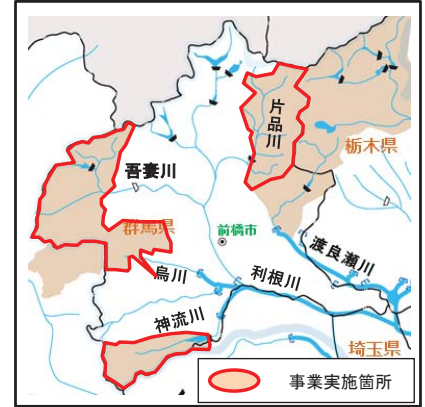 片品川
栃木県
吾妻川
群馬県
前橋市
渡良瀬川
烏川
利根川
神流川
埼玉県
事業実施箇所